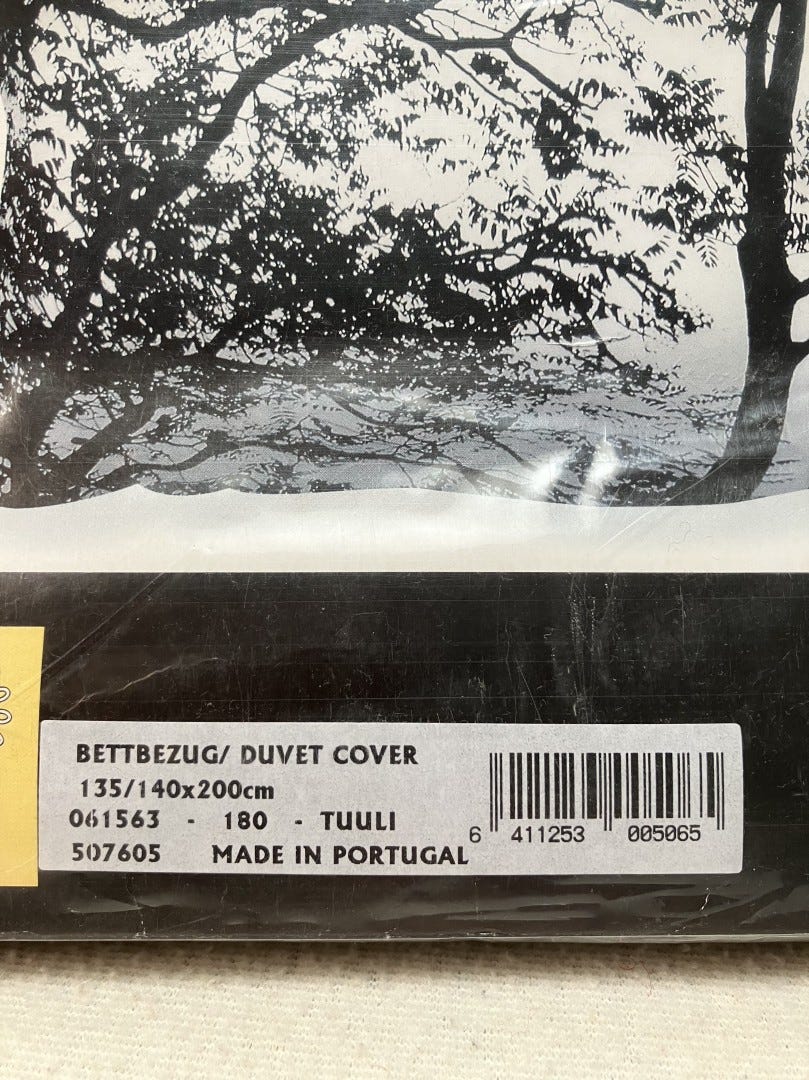 BETTBEZUG/ DUVET COVER
135/140x200cm
061563 - 180 - TUULI
507605 MADE IN PORTUGAL
6 411253 005065